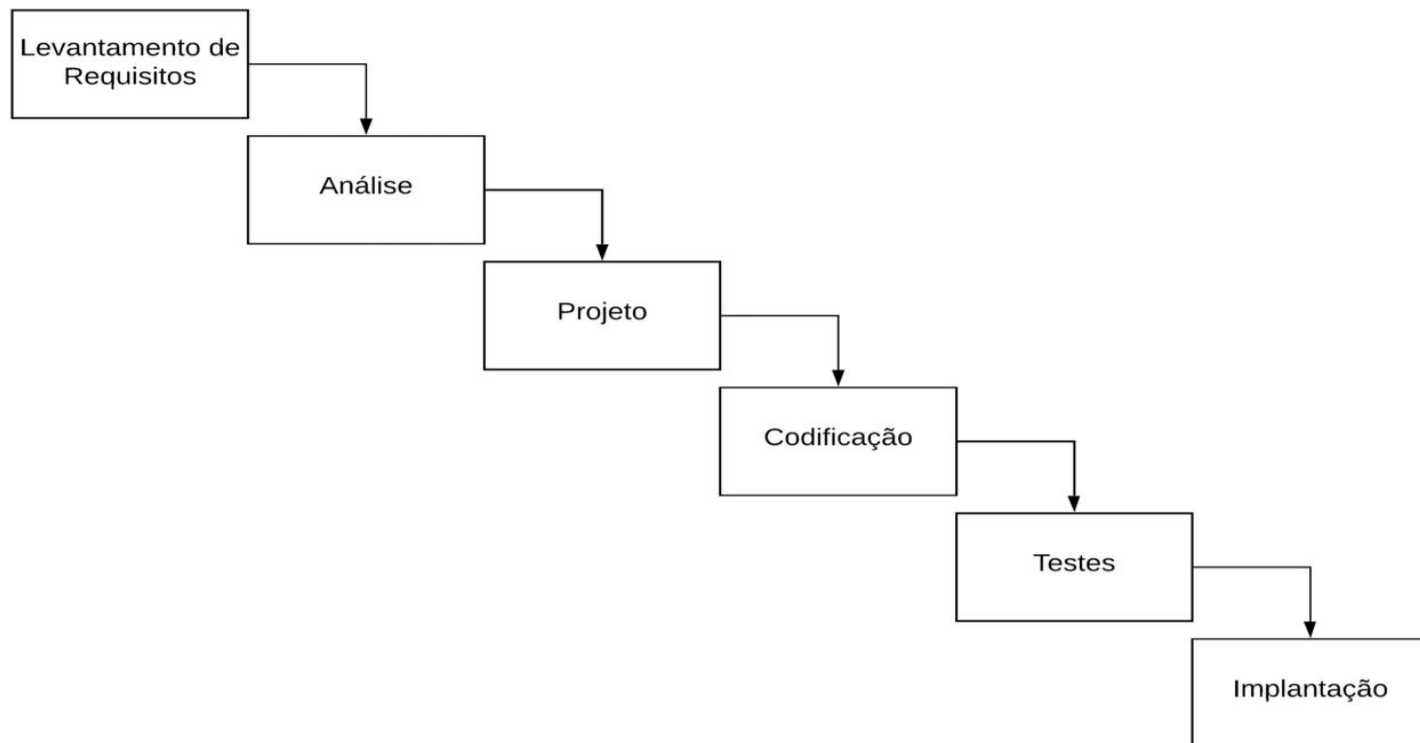 Levantamento de
Requisitos
Análise
Projeto
Codificação
Testes
Implantação